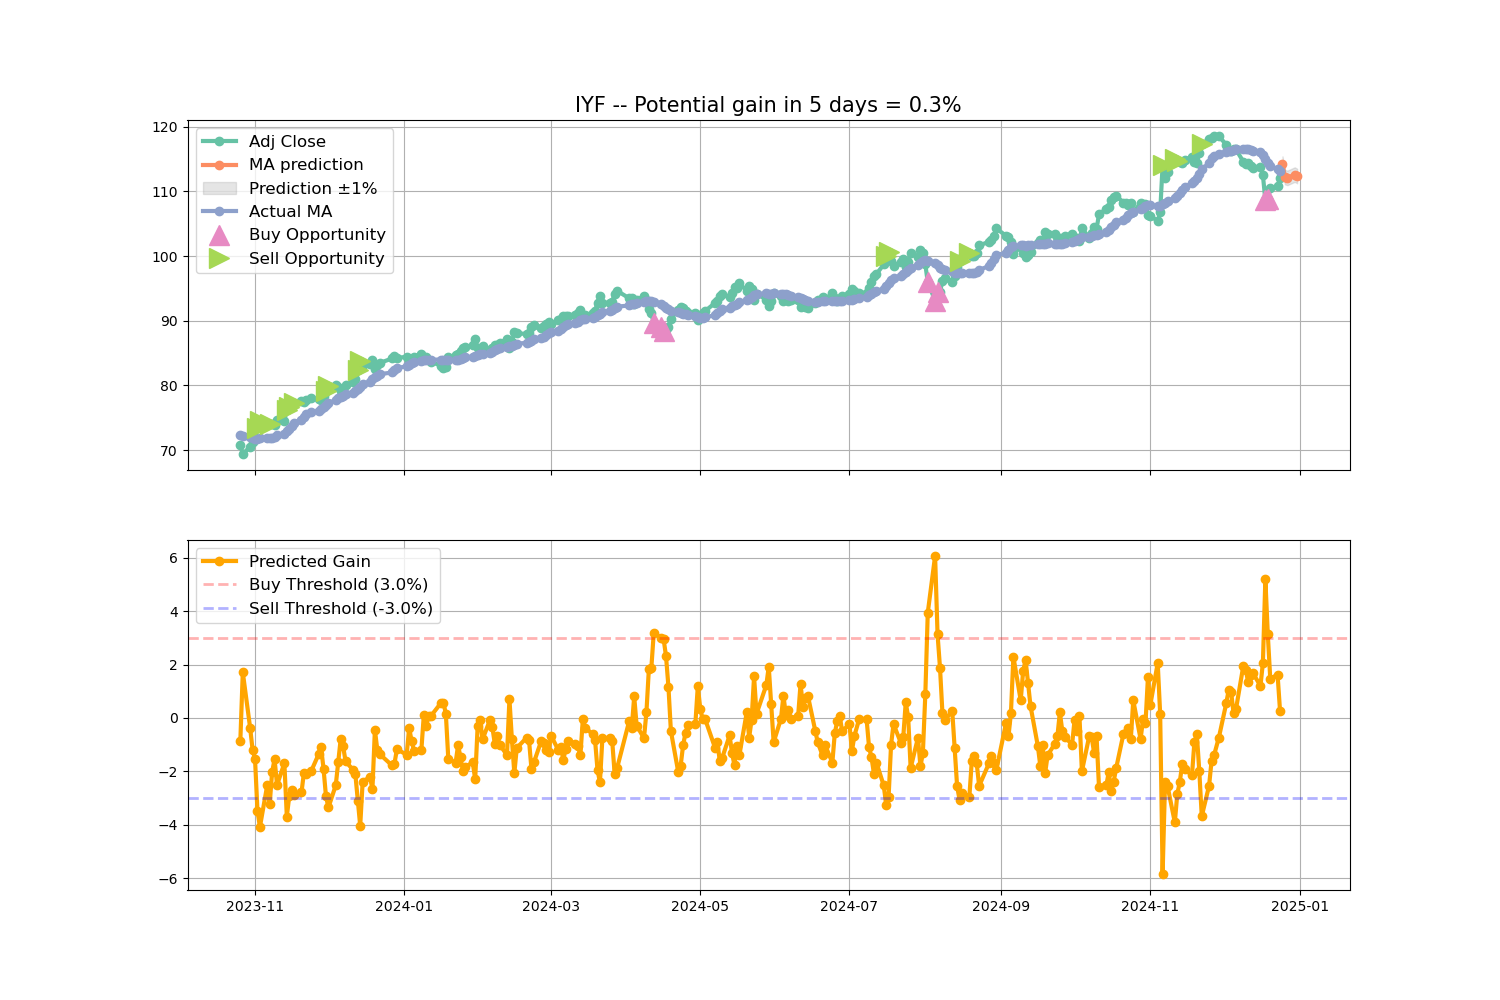 IYF -- Potential gain in 5 days = 0.3%
120
110
100
90
80
70
Adj Close
MA prediction
Prediction ±1%
Actual MA
Buy Opportunity
Sell Opportunity
6
4
2
0
−2
−4
−6
Predicted Gain
Buy Threshold (3.0%)
Sell Threshold (-3.0%)
2023-11
2024-01
2024-03
2024-05
2024-07
2024-09
2024-11
2025-01